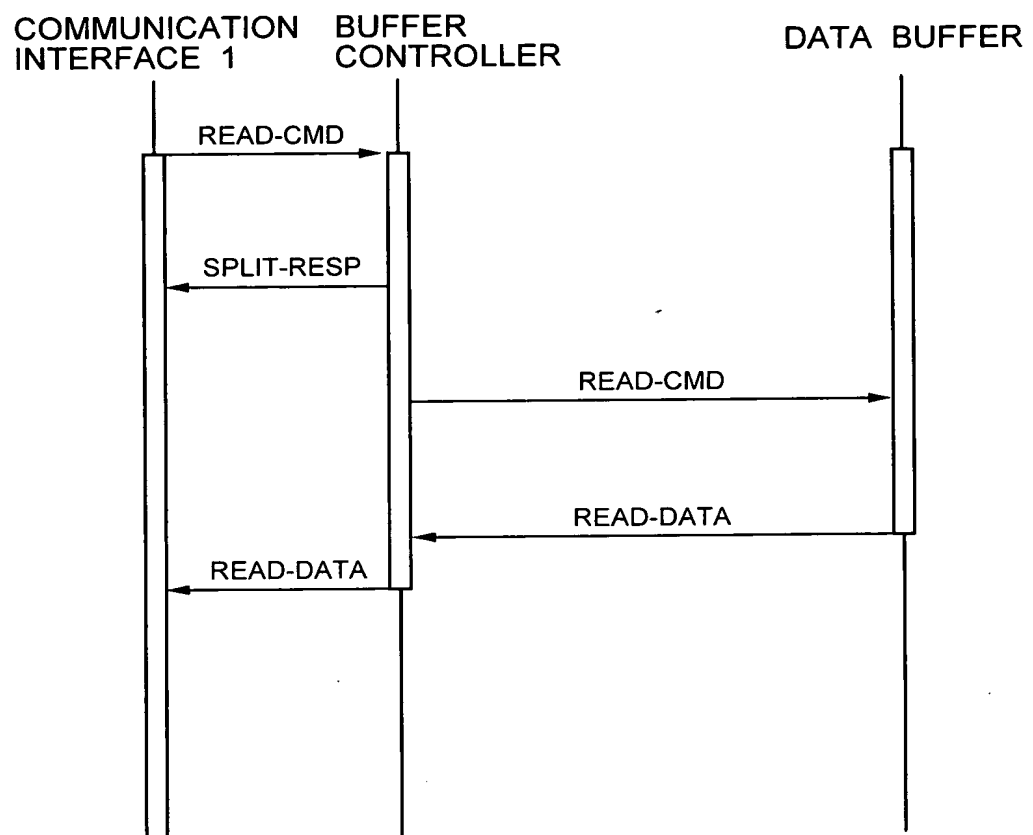 COMMUNICATION INTERFACE 1
BUFFER CONTROLLER
DATA BUFFER
READ-CMD
SPLIT-RESP
READ-CMD
READ-DATA
READ-DATA